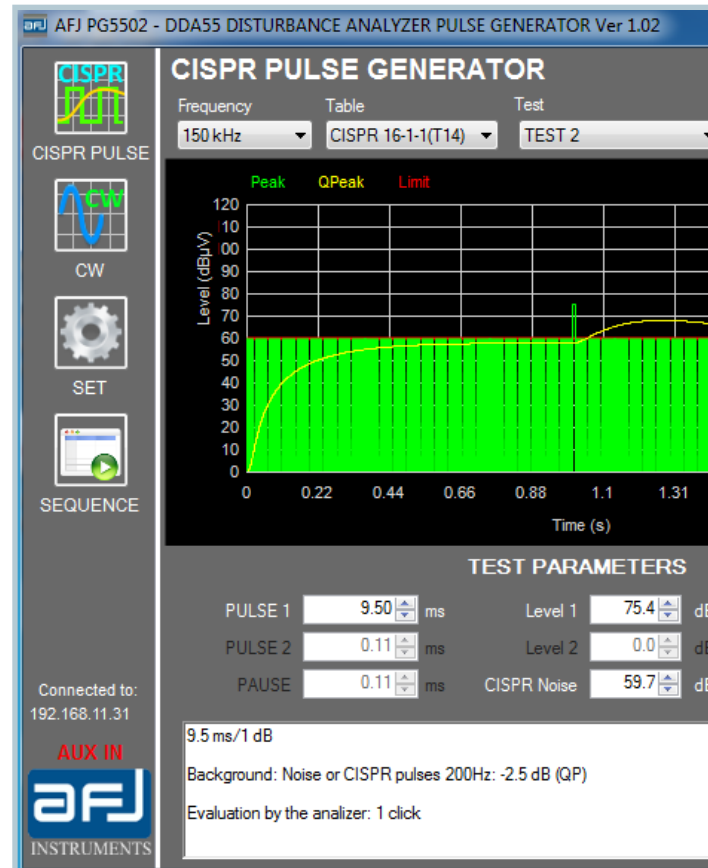 AFJ PG5502 - DDA55 DISTURBANCE ANALYZER PULSE GENERATOR Ver 1.02
CISPR
CISPR PULSE
CW
CW
SET
SEQUENCE
Connected to:
192.168.11.31
AUX IN
AFJ
INSTRUMENTS
CISPR PULSE GENERATOR
Frequency Table Test
150 kHz CISPR 16-1-1(T14) TEST 2
Peak QPeak Limit
Level (dBµV)
120
10
00
90
80
70
60
50
40
30
20
10
0
0 0.22 0.44 0.66 0.88 1.1 1.31
Time (s)
TEST PARAMETERS
PULSE 1 9.50 ms Level 1 75.4 dB
PULSE 2 0.11 ms Level 2 0.0 dB
PAUSE 0.11 ms CISPR Noise 59.7 dB
9.5 ms/1 dB
Background: Noise or CISPR pulses 200Hz: -2.5 dB (QP)
Evaluation by the analizer: 1 click